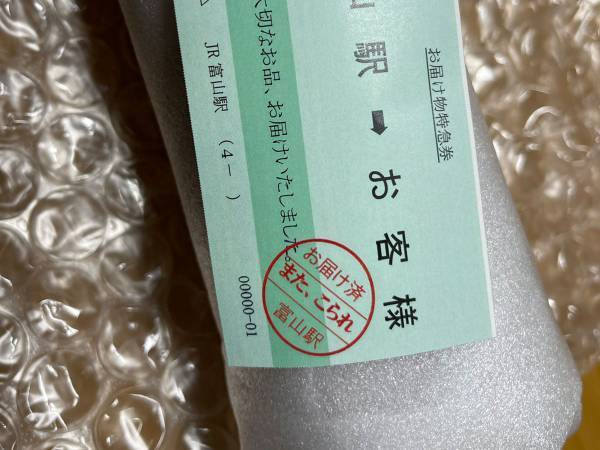 お届け物特急券
山駅➡お客様
大切なお品、お届けいたしました。
JR富山駅 (4- )
00000-01
お届け済
また、こられ
富山駅